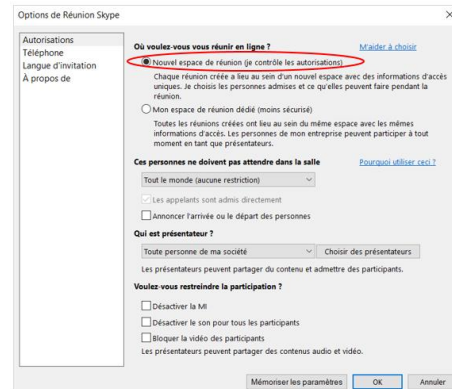 Options de Réunion Skype
Autorisations
Téléphone
Langue d'invitation
À propos de
Où voulez-vous vous réunir en ligne ?
M'aider à choisir
Nouvel espace de réunion (je contrôle les autorisations)
Chaque réunion créée a lieu au sein d'un nouvel espace avec des informations d'accès
uniques. Je choisis les personnes admises et ce qu'elles peuvent faire pendant la
réunion.
Mon espace de réunion dédié (moins sécurisé)
Toutes les réunions créées ont lieu au sein du même espace avec les mêmes
informations d'accès. Les personnes de mon entreprise peuvent participer à tout
moment en tant que présentateurs.
Ces personnes ne doivent pas attendre dans la salle
Pourquoi utiliser ceci ?
Tout le monde (aucune restriction)
Les appelants sont admis directement
Annoncer l'arrivée ou le départ des personnes
Qui est présentateur ?
Toute personne de ma société
Choisir des présentateurs
Les présentateurs peuvent partager du contenu et admettre des participants.
Voulez-vous restreindre la participation ?
Désactiver la MI
Désactiver le son pour tous les participants
Bloquer la vidéo des participants
Les présentateurs peuvent partager des contenus audio et vidéo.
Mémoriser les paramètres
OK
Annuler